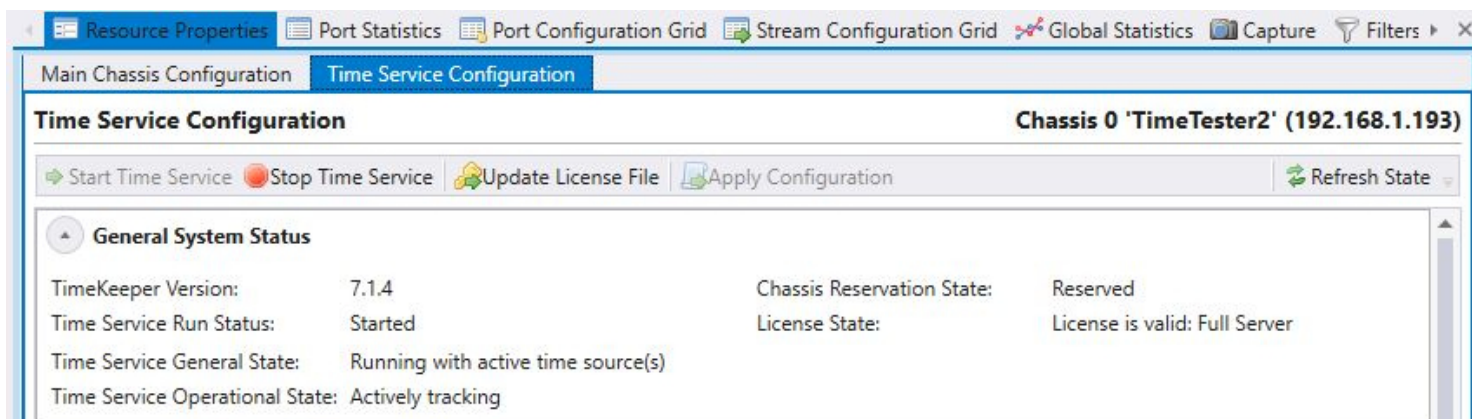 Resource Properties Port Statistics Port Configuration Grid Stream Configuration Grid Global Statistics Capture Filters
Main Chassis Configuration Time Service Configuration
Time Service Configuration Chassis 0 'TimeTester2' (192.168.1.193)
Start Time Service Stop Time Service Update License File Apply Configuration Refresh State
General System Status
TimeKeeper Version: 7.1.4 Chassis Reservation State: Reserved
Time Service Run Status: Started License State: License is valid: Full Server
Time Service General State: Running with active time source(s)
Time Service Operational State: Actively tracking